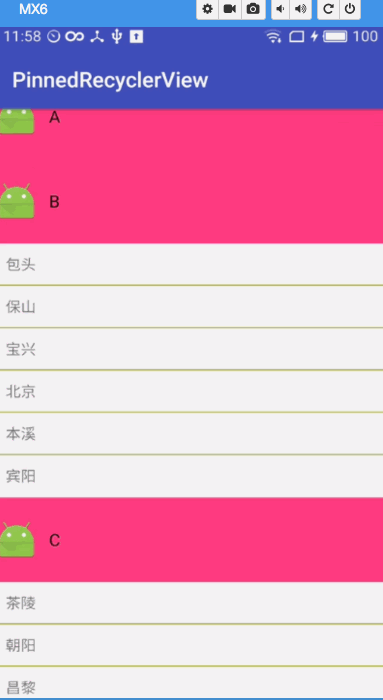 MX6
11:58 100
PinnedRecyclerView
A
B
包头
保山
宝兴
北京
本溪
宾阳
C
茶陵
朝阳
昌黎